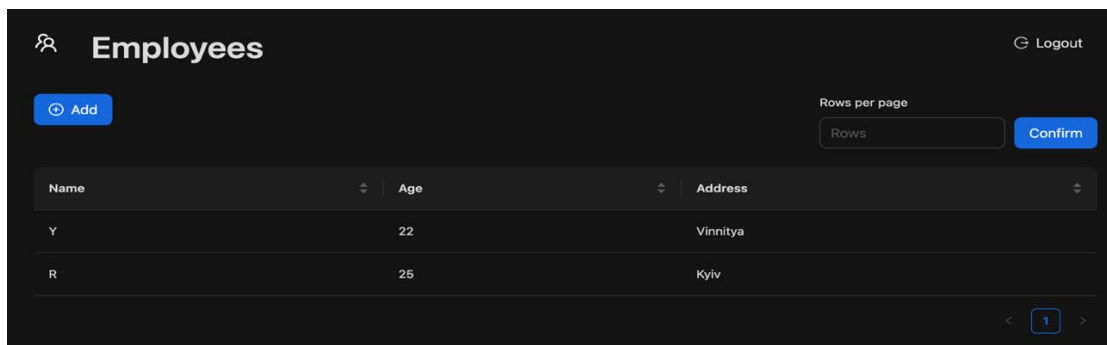 Employees
Logout
Add
Rows per page
Rows
Confirm
Name Age Address
Y 22 Vinnitya
R 25 Kyiv
< 1 >